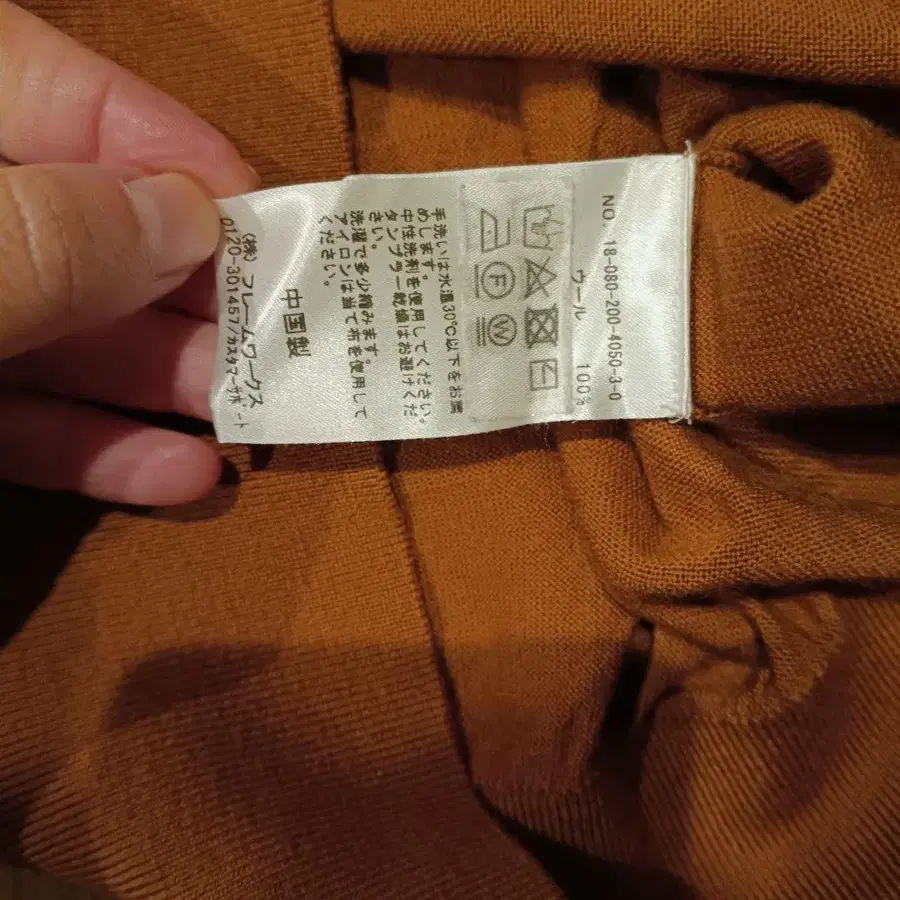 NO. 18-080-200-4050-3-0
ウール 100%
W
F
手洗いは水温30℃以下をお薦
めします。
中性洗剤を使用してください。
タンブラー乾燥はお避けくだ
さい。
洗濯で多少縮みます。
アイロンは当て布を使用して
ください。
中国製
(株)フレームワークス
0120-301457/カスタマーサポート